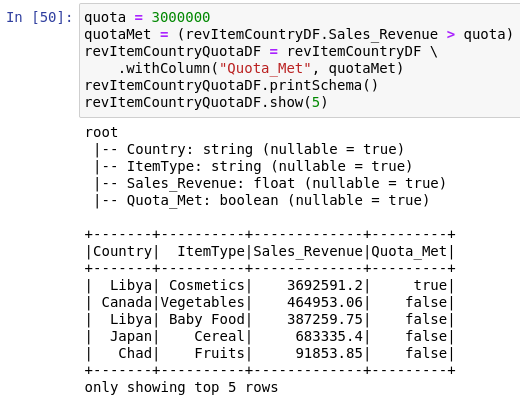 In [50]: quota = 3000000
quotaMet = (revItemCountryDF.Sales_Revenue > quota)
revItemCountryQuotaDF = revItemCountryDF \
    .withColumn("Quota_Met", quotaMet)
revItemCountryQuotaDF.printSchema()
revItemCountryQuotaDF.show(5)
root
 |-- Country: string (nullable = true)
 |-- ItemType: string (nullable = true)
 |-- Sales_Revenue: float (nullable = true)
 |-- Quota_Met: boolean (nullable = true)
+-------+----------+-------------+---------+
|Country|  ItemType|Sales_Revenue|Quota_Met|
+-------+----------+-------------+---------+
|  Libya| Cosmetics|    3692591.2|     true|
| Canada|Vegetables|    464953.06|    false|
|  Libya| Baby Food|    387259.75|    false|
|  Japan|    Cereal|     683335.4|    false|
|   Chad|    Fruits|     91853.85|    false|
+-------+----------+-------------+---------+
only showing top 5 rows